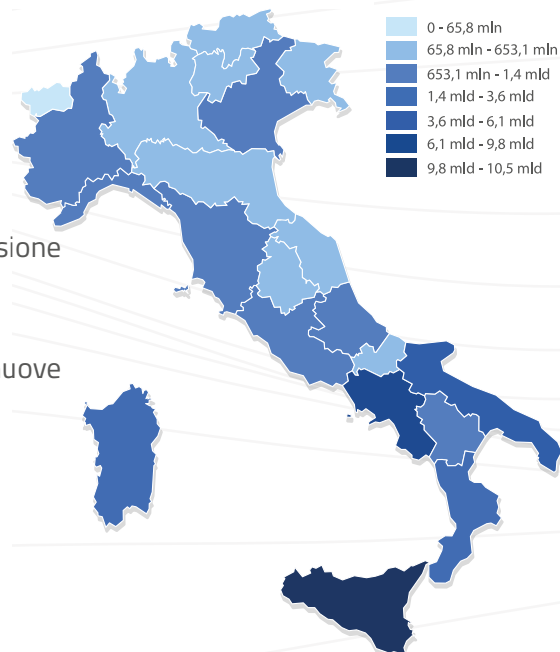 0 - 65,8 mln
65,8 mln - 653,1 mln
653,1 mln - 1,4 mld
1,4 mld - 3,6 mld
3,6 mld - 6,1 mld
6,1 mld - 9,8 mld
9,8 mld - 10,5 mld
sione
nuove